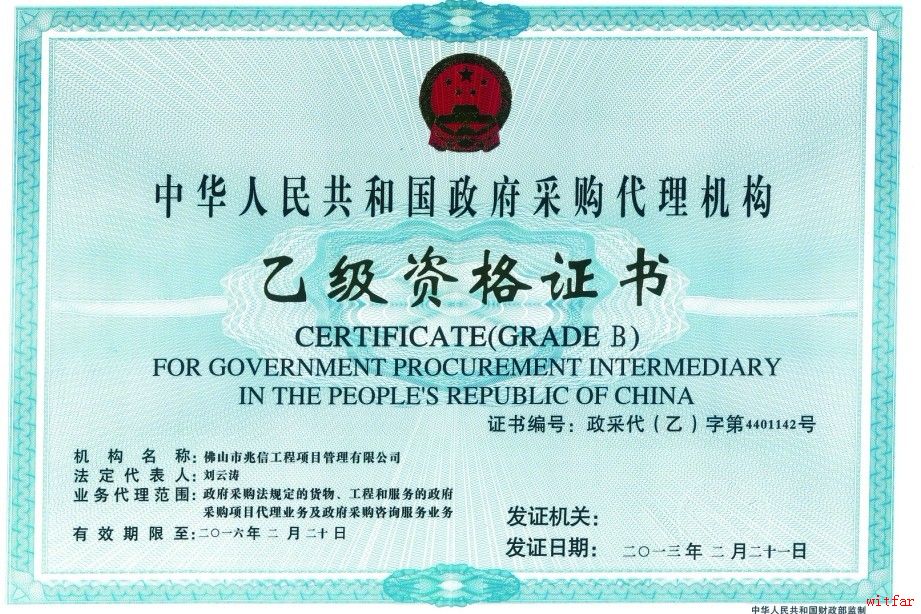 中华人民共和国政府采购代理机构
乙级资格证书
CERTIFICATE(GRADE B)
FOR GOVERNMENT PROCUREMENT INTERMEDIARY
IN THE PEOPLE'S REPUBLIC OF CHINA
证书编号：政采代（乙）字第4401142号
机构名称：佛山市兆信工程项目管理有限公司
法定代表人：刘云涛
业务代理范围：政府采购法规定的货物、工程和服务的政府
采购项目代理业务及政府采购咨询服务业务
有效期限至：二〇一六年二月二十日
发证机关：
发证日期：二〇一三年二月二十一日
中华人民共和国财政部监制
witfar